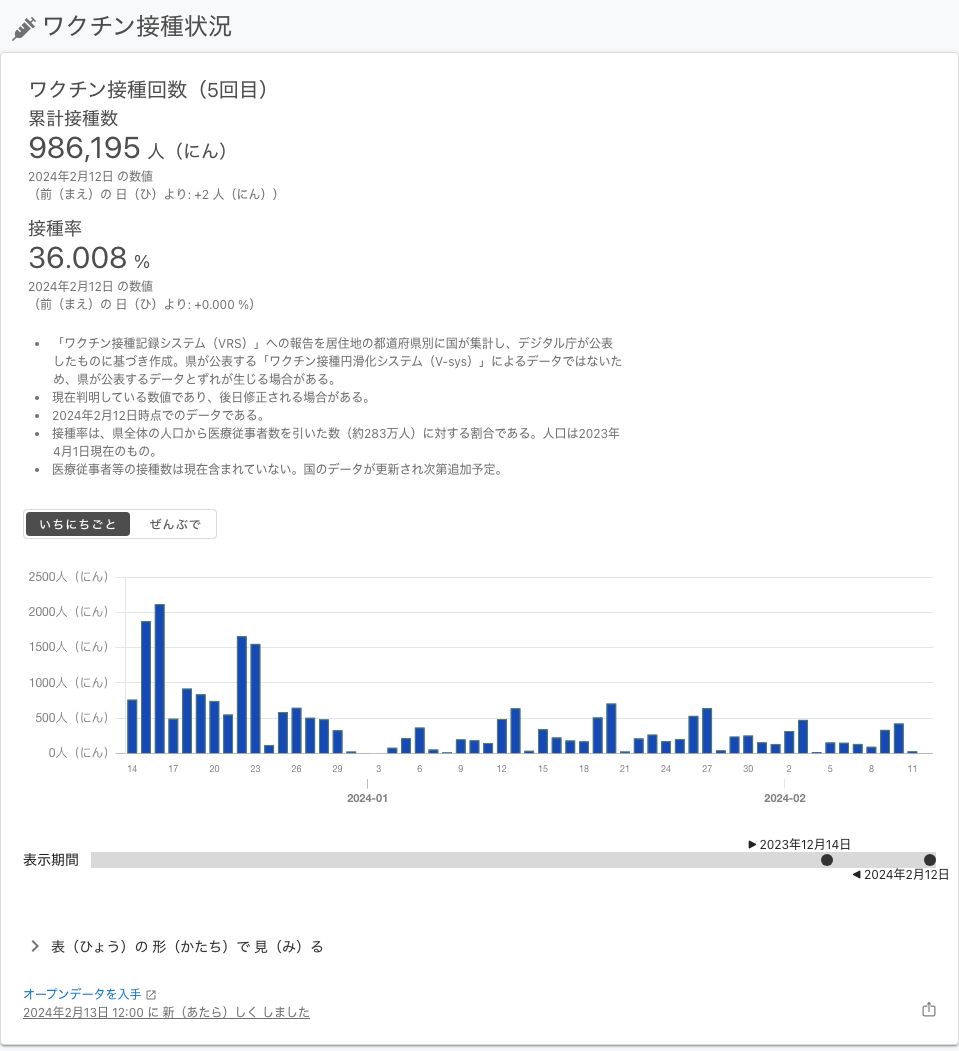 ワクチン接種状況
ワクチン接種回数（5回目）
累計接種数
986,195 人（にん）
2024年2月12日 の数値
（前（まえ）の 日（ひ）より: +2 人（にん））
接種率
36.008 %
2024年2月12日 の数値
（前（まえ）の 日（ひ）より: +0.000 %）
「ワクチン接種記録システム（VRS）」への報告を居住地の都道府県別に国が集計し、デジタル庁が公表
したものに基づき作成。県が公表する「ワクチン接種円滑化システム（V-sys）」によるデータではないた
め、県が公表するデータとずれが生じる場合がある。
現在判明している数値であり、後日修正される場合がある。
2024年2月12日時点でのデータである。
接種率は、県全体の人口から医療従事者数を引いた数（約283万人）に対する割合である。人口は2023年
4月1日現在のもの。
医療従事者等の接種数は現在含まれていない。国のデータが更新され次第追加予定。
いちにちごと ぜんぶで
2500人（にん）
2000人（にん）
1500人（にん）
1000人（にん）
500人（にん）
0人（にん）
14 17 20 23 26 29 3 6 9 12 15 18 21 24 27 30 2 5 8 11
2024-01 2024-02
2023年12月14日
表示期間
2024年2月12日
表（ひょう）の 形（かたち）で 見（み）る
オープンデータを入手
2024年2月13日 12:00 に 新（あたら）しく しました